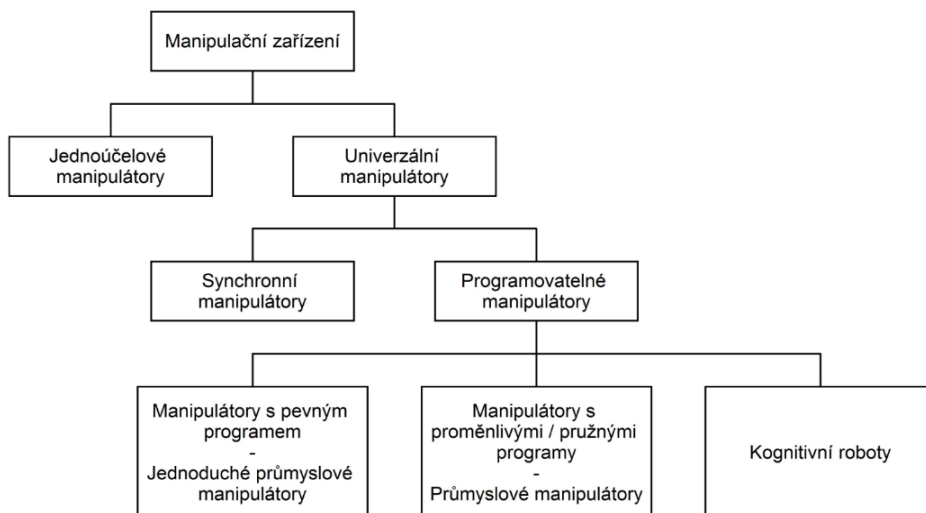 Manipulační zařízení
Jednoúčelové
manipulátory
Univerzální
manipulátory
Synchronní
manipulátory
Programovatelné
manipulátory
Manipulátory s pevným
programem
-
Jednoduché průmyslové
manipulátory
Manipulátory s
proměnlivými / pružnými
programy
-
Průmyslové manipulátory
Kognitivní roboty